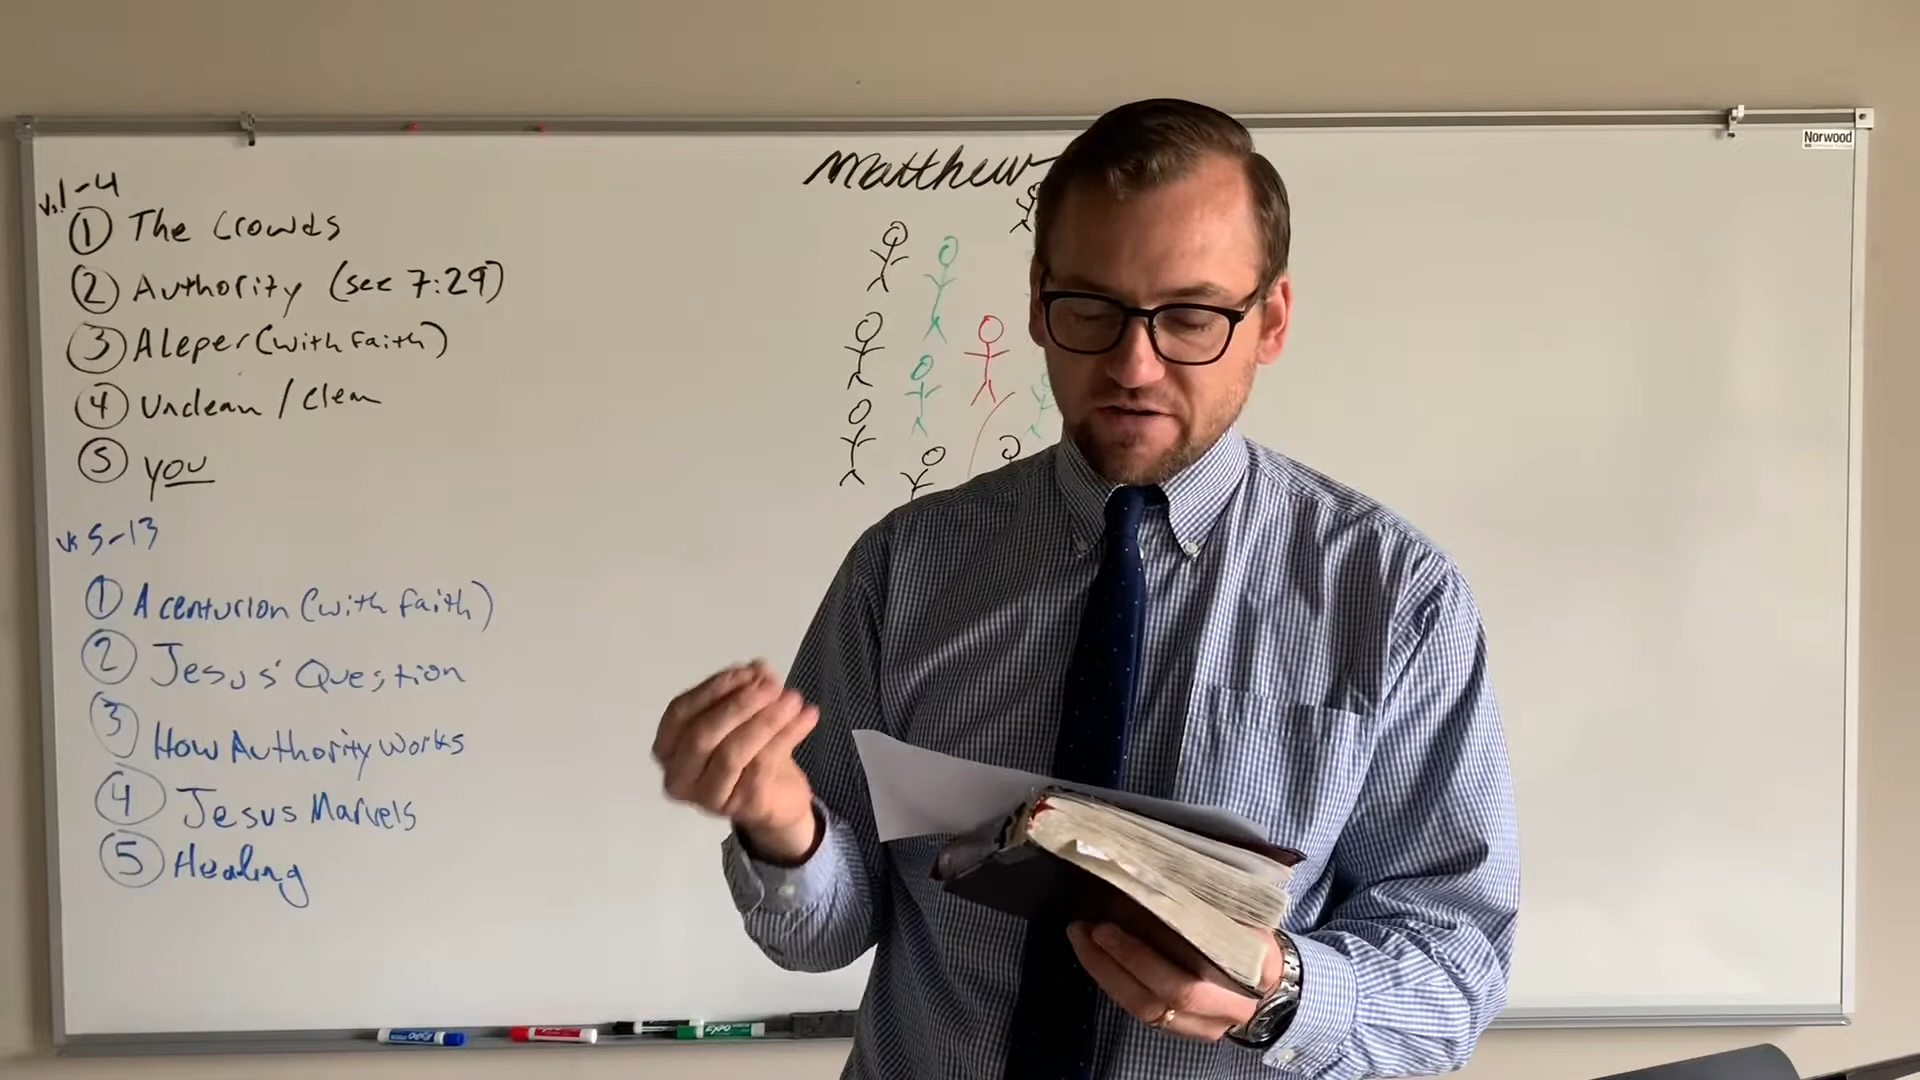 vs. 1-4
① The Crowds
② Authority (see 7:29)
③ A leper (with faith)
④ Unclean / Clean
⑤ you
vs 5-13
① A centurion (with faith)
② Jesus' Question
③ How Authority Works
④ Jesus Marvels
⑤ Healing
Matthew
Norwood
EXPO
EXPO